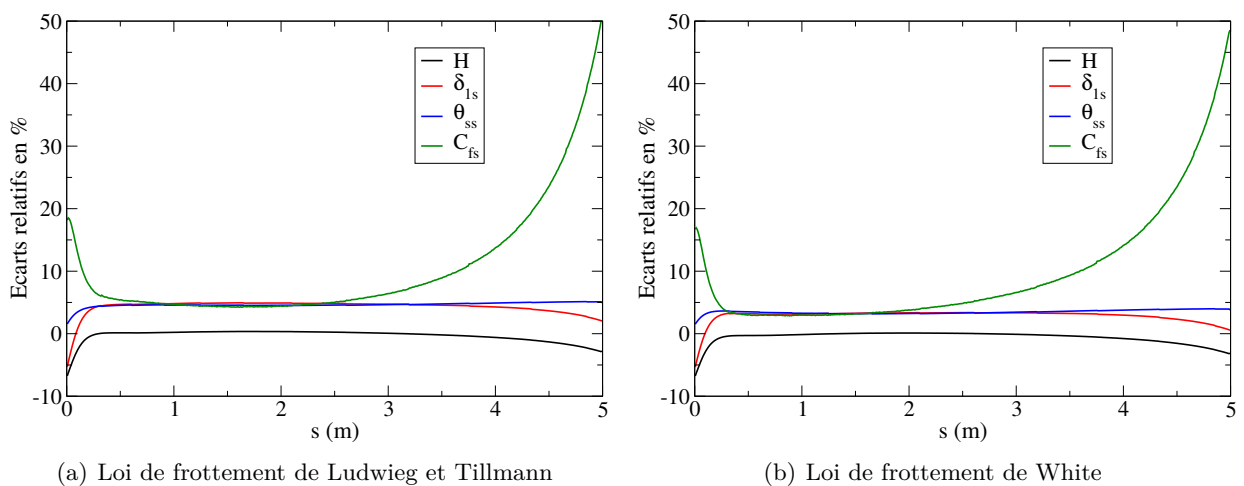 50
40
30
20
10
0
-10
Ecarts relatifs en %
H
δ1s
θss
Cfs
0 1 2 3 4 5
s (m)
(a) Loi de frottement de Ludwieg et Tillmann
50
40
30
20
10
0
-10
Ecarts relatifs en %
H
δ1s
θss
Cfs
0 1 2 3 4 5
s (m)
(b) Loi de frottement de White